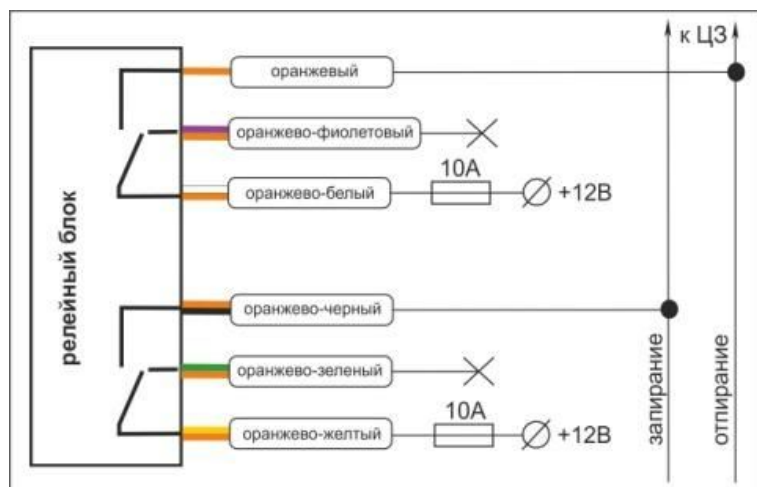 к ЦЗ
оранжевый
оранжево-фиолетовый
10А
оранжево-белый
+12В
релейный блок
оранжево-черный
оранжево-зеленый
10А
оранжево-желтый
+12В
запирание
отпирание